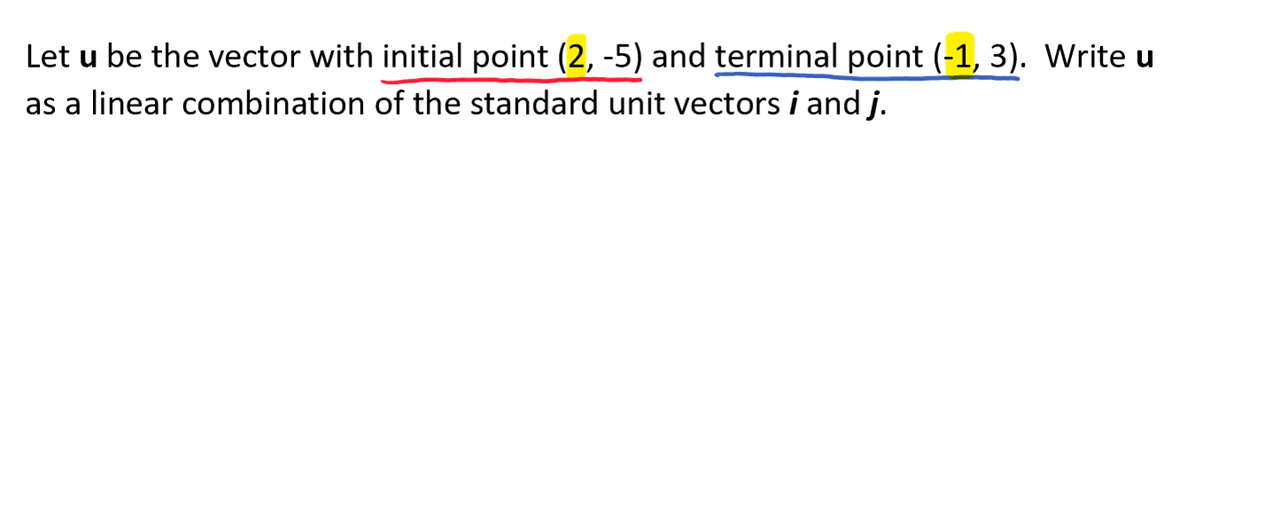 Let u be the vector with initial point (2, -5) and terminal point (-1, 3). Write u
as a linear combination of the standard unit vectors i and j.